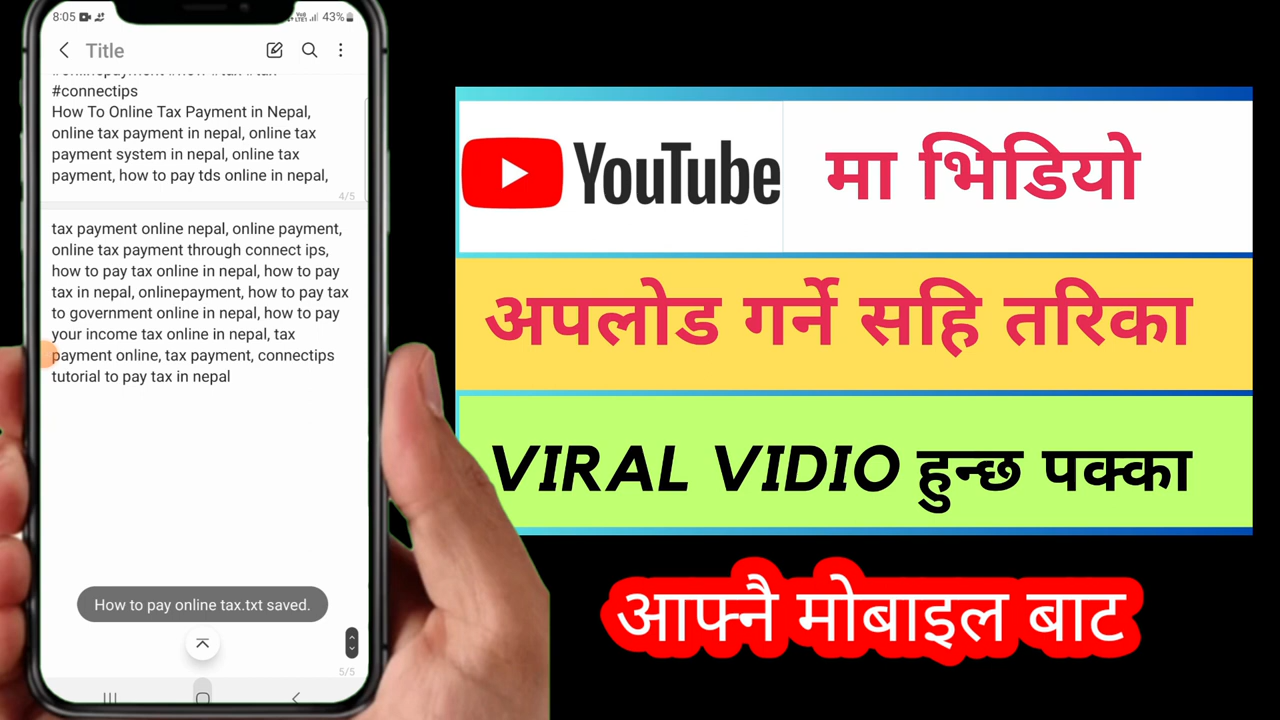 8:05
43%
Title
#connectips
How To Online Tax Payment in Nepal,
online tax payment in nepal, online tax
payment system in nepal, online tax
payment, how to pay tds online in nepal,
4/5
tax payment online nepal, online payment,
online tax payment through connect ips,
how to pay tax online in nepal, how to pay
tax in nepal, onlinepayment, how to pay tax
to government online in nepal, how to pay
your income tax online in nepal, tax
payment online, tax payment, connectips
tutorial to pay tax in nepal
How to pay online tax.txt saved.
5/5
YouTube मा भिडियो
अपलोड गर्ने सहि तरिका
VIRAL VIDIO हुन्छ पक्का
आफ्नै मोबाइल बाट